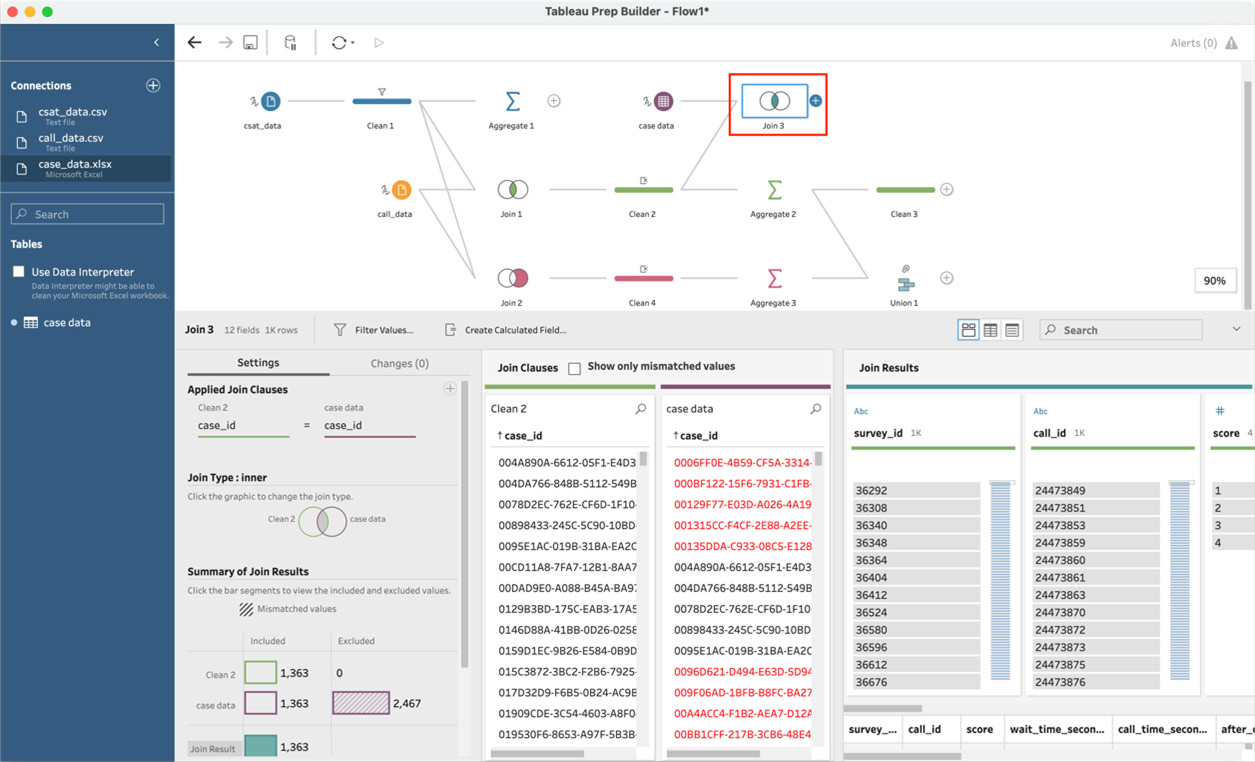 Tableau Prep Builder - Flow1*
Alerts (0)
Connections
csat_data.csv
Text file
call_data.csv
Text file
case_data.xlsx
Microsoft Excel
Search
Tables
Use Data Interpreter
Data Interpreter might be able to
clean your Microsoft Excel workbook.
case data
csat_data
Clean 1
Aggregate 1
case data
Join 3
call_data
Join 1
Clean 2
Aggregate 2
Clean 3
Join 2
Clean 4
Aggregate 3
Union 1
90%
Join 3 12 fields 1K rows
Filter Values...
Create Calculated Field...
Search
Settings
Changes (0)
Applied Join Clauses
Clean 2 case data
case_id = case_id
Join Type : inner
Click the graphic to change the join type.
Clean 2 case data
Summary of Join Results
Click the bar segments to view the included and excluded values.
Mismatched values
Included Excluded
Clean 2 1,363 0
case data 1,363 2,467
Join Result 1,363
Join Clauses
Show only mismatched values
Clean 2
case_id
004A890A-6612-05F1-E4D3
004DA766-848B-5112-549B
0078D2EC-762E-CF6D-1F10-
00898433-245C-5C90-10BD
0095E1AC-019B-31BA-EA2C
00CD11A8-7FA7-12B1-8AA7
00DAD9E0-A088-B45A-BA97
0129B3BD-175C-EAB3-17A5
0146D88A-41BB-0D26-025E
0159D1EC-9B26-E584-0B9D
015C3872-3BC2-F2B6-7925-
017D32D9-F6B5-0B24-AC9B
01909CDE-3C54-4603-A8F0-
019530F6-8653-A97F-5B3B-
case data
case_id
0006FF0E-4B59-CF5A-3314-
000BF122-15F6-7931-C1FB-
00129F77-E03D-A026-4A19
001315CC-F4CF-2E88-A2EE-
00135DDA-C933-08C5-E128
004A890A-6612-05F1-E4D3
004DA766-848B-5112-549B
0078D2EC-762E-CF6D-1F10-
00898433-245C-5C90-10BD
0095E1AC-019B-31BA-EA2C
0096D621-D494-E63D-5D94
009F06AD-1BFB-B8FC-BA27
00A4ACC4-F1B2-AEA7-D12A
00BB1CFF-217B-3CB6-48E4
Join Results
Abc
survey_id 1K
36292
36308
36340
36348
36364
36404
36412
36524
36580
36596
36612
36676
Abc
call_id 1K
24473849
24473851
24473853
24473859
24473860
24473861
24473863
24473870
24473872
24473873
24473875
24473876
#
score 4
1
2
3
4
survey_... call_id score wait_time_secon... call_time_secon... after_c